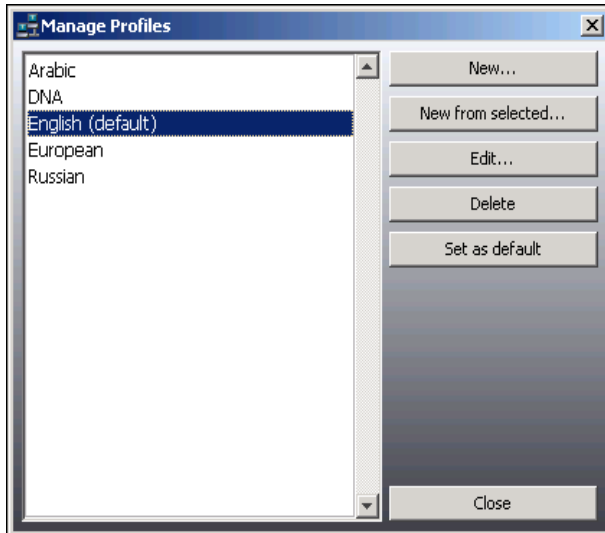 Manage Profiles
Arabic
DNA
English (default)
European
Russian
New...
New from selected...
Edit...
Delete
Set as default
Close